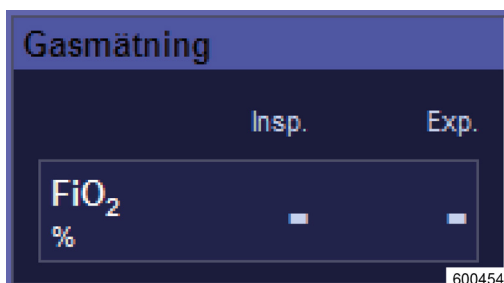 Gasmätning
Insp. Exp.
FiO₂ - -
%
600454